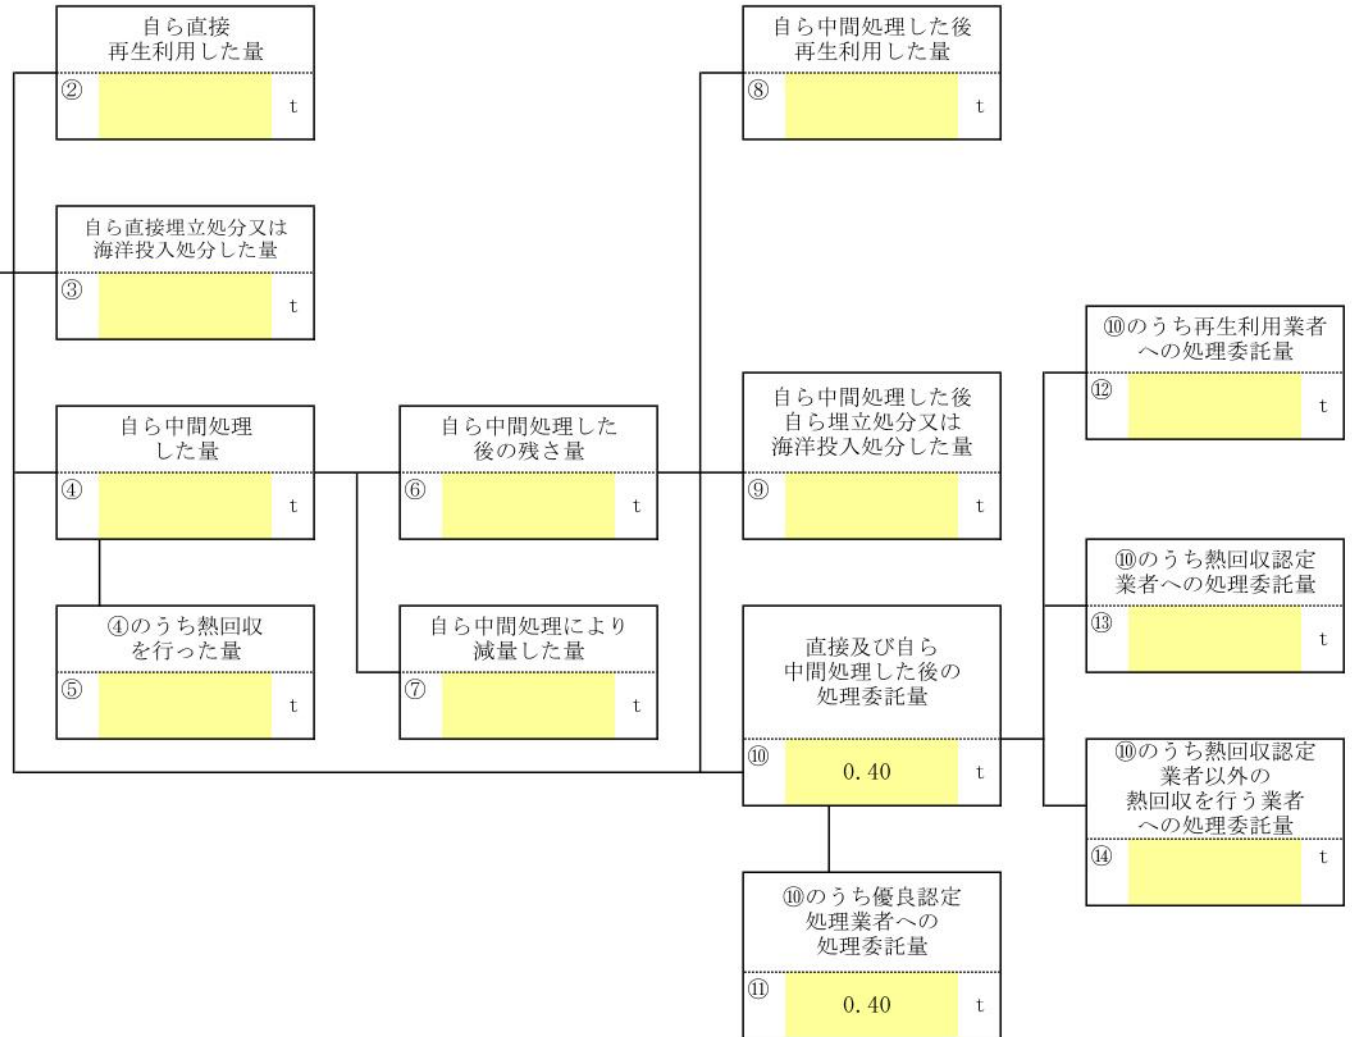 自ら直接
再生利用した量
②
t
自ら中間処理した後
再生利用した量
⑧
t
自ら直接埋立処分又は
海洋投入処分した量
③
t
⑩のうち再生利用業者
への処理委託量
⑫
t
自ら中間処理
した量
④
t
自ら中間処理した
後の残さ量
⑥
t
自ら中間処理した後
自ら埋立処分又は
海洋投入処分した量
⑨
t
⑩のうち熱回収認定
業者への処理委託量
⑬
t
④のうち熱回収
を行った量
⑤
t
自ら中間処理により
減量した量
⑦
t
直接及び自ら
中間処理した後の
処理委託量
⑩
0.40
t
⑩のうち熱回収認定
業者以外の
熱回収を行う業者
への処理委託量
⑭
t
⑩のうち優良認定
処理業者への
処理委託量
⑪
0.40
t